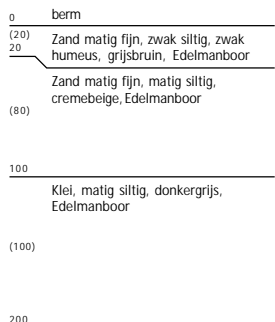 0 berm
(20) Zand matig fijn, zwak siltig, zwak
20 humeus, grijsbruin, Edelmanboor
Zand matig fijn, matig siltig,
cremebeige, Edelmanboor
(80)
100
Klei, matig siltig, donkergrijs,
Edelmanboor
(100)
200